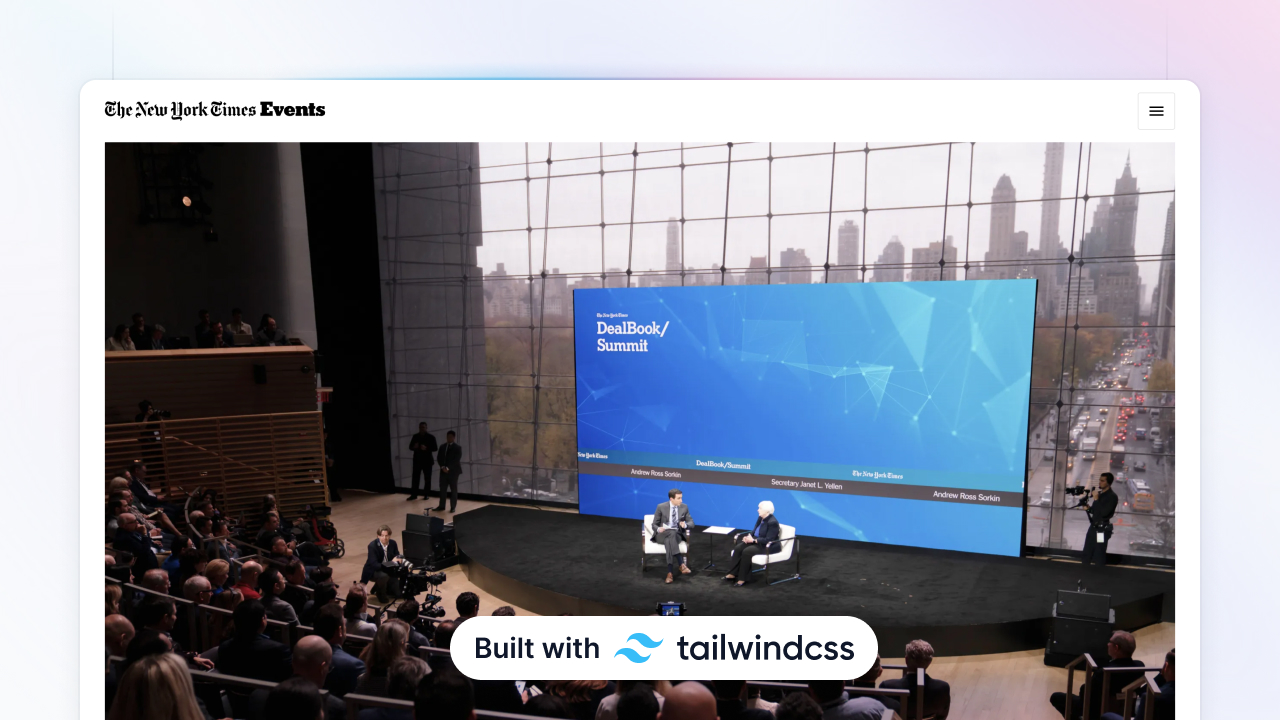 The New York Times Events
The New York Times
DealBook/
Summit
New York Times
DealBook/Summit
The New York Times
Andrew Ross Sorkin
Secretary Janet L. Yellen
Andrew Ross Sorkin
Built with tailwindcss